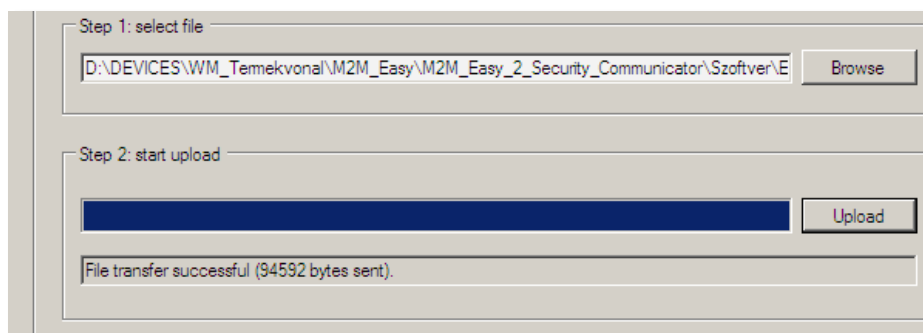 Step 1: select file
D:\DEVICES\WM_Termekvonal\M2M_Easy\M2M_Easy_2_Security_Communicator\Szoftver\E
Browse
Step 2: start upload
Upload
File transfer successful (94592 bytes sent).